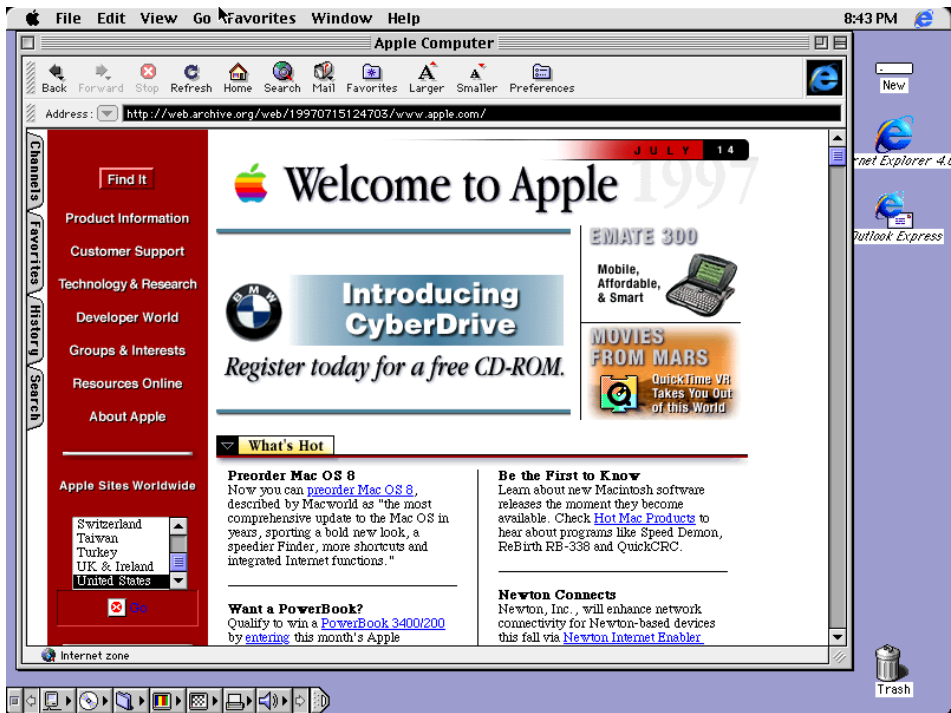 File Edit View Go Favorites Window Help 8:43 PM
Apple Computer
Back Forward Stop Refresh Home Search Mail Favorites Larger Smaller Preferences
Address: http://web.archive.org/web/19970715124703/www.apple.com/
Channels
Favorites
History
Search
Find It
Product Information
Customer Support
Technology & Research
Developer World
Groups & Interests
Resources Online
About Apple
Apple Sites Worldwide
Switzerland
Taiwan
Turkey
UK & Ireland
United States
Go
JULY 14
1997
Welcome to Apple
BMW
Introducing
CyberDrive
Register today for a free CD-ROM.
EMATE 300
Mobile,
Affordable,
& Smart
MOVIES
FROM MARS
QuickTime VR
Takes You Out
of this World
What's Hot
Preorder Mac OS 8
Now you can preorder Mac OS 8,
described by Macworld as "the most
comprehensive update to the Mac OS in
years, sporting a bold new look, a
speedier Finder, more shortcuts and
integrated Internet functions."
Want a PowerBook?
Qualify to win a PowerBook 3400/200
by entering this month's Apple
Be the First to Know
Learn about new Macintosh software
releases the moment they become
available. Check Hot Mac Products to
hear about programs like Speed Demon,
ReBirth RB-338 and QuickCRC.
Newton Connects
Newton, Inc., will enhance network
connectivity for Newton-based devices
this fall via Newton Internet Enabler
Internet zone
New
rnet Explorer 4.
Outlook Express
Trash